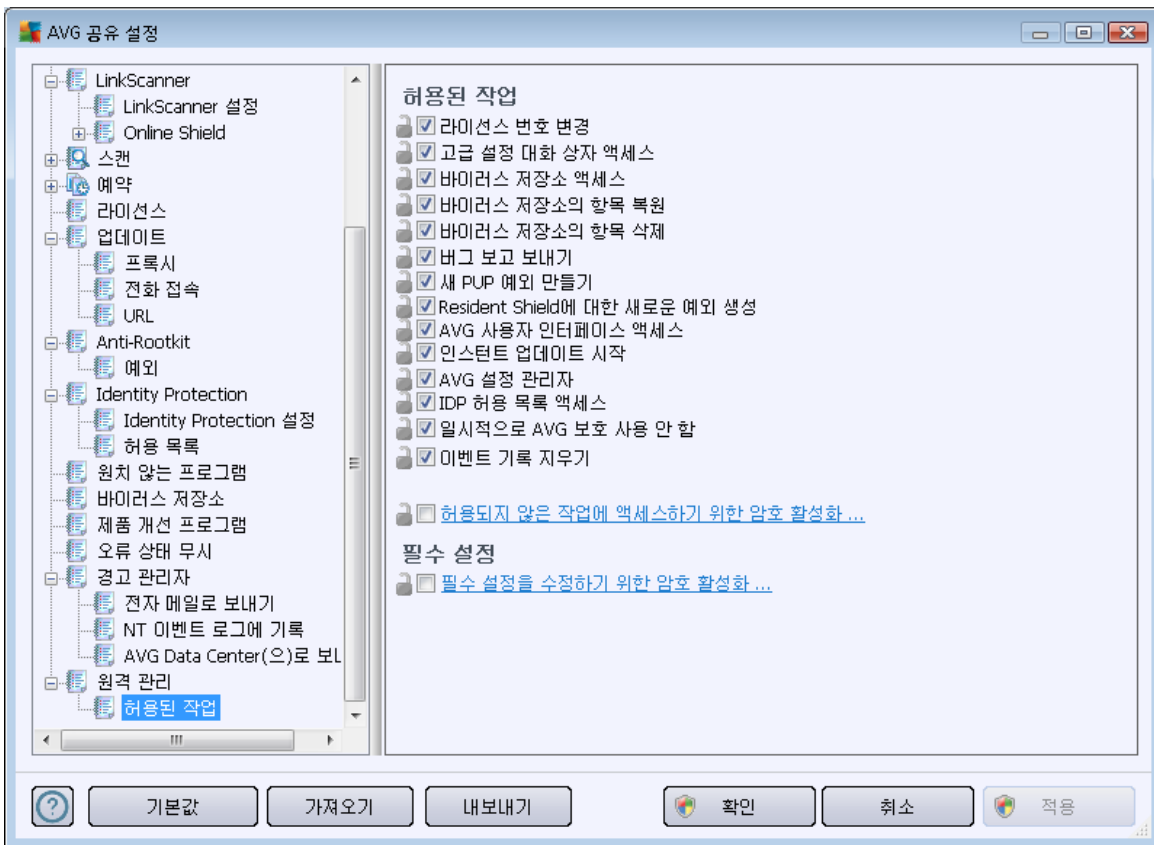 AVG 공유 설정
LinkScanner
LinkScanner 설정
Online Shield
스캔
예약
라이선스
업데이트
프록시
전화 접속
URL
Anti-Rootkit
예외
Identity Protection
Identity Protection 설정
허용 목록
원치 않는 프로그램
바이러스 저장소
제품 개선 프로그램
오류 상태 무시
경고 관리자
전자 메일로 보내기
NT 이벤트 로그에 기록
AVG Data Center(으)로 보내
원격 관리
허용된 작업
허용된 작업
라이선스 번호 변경
고급 설정 대화 상자 액세스
바이러스 저장소 액세스
바이러스 저장소의 항목 복원
바이러스 저장소의 항목 삭제
버그 보고 보내기
새 PUP 예외 만들기
Resident Shield에 대한 새로운 예외 생성
AVG 사용자 인터페이스 액세스
인스턴트 업데이트 시작
AVG 설정 관리자
IDP 허용 목록 액세스
일시적으로 AVG 보호 사용 안 함
이벤트 기록 지우기
허용되지 않은 작업에 액세스하기 위한 암호 활성화 ...
필수 설정
필수 설정을 수정하기 위한 암호 활성화 ...
기본값
가져오기
내보내기
확인
취소
적용